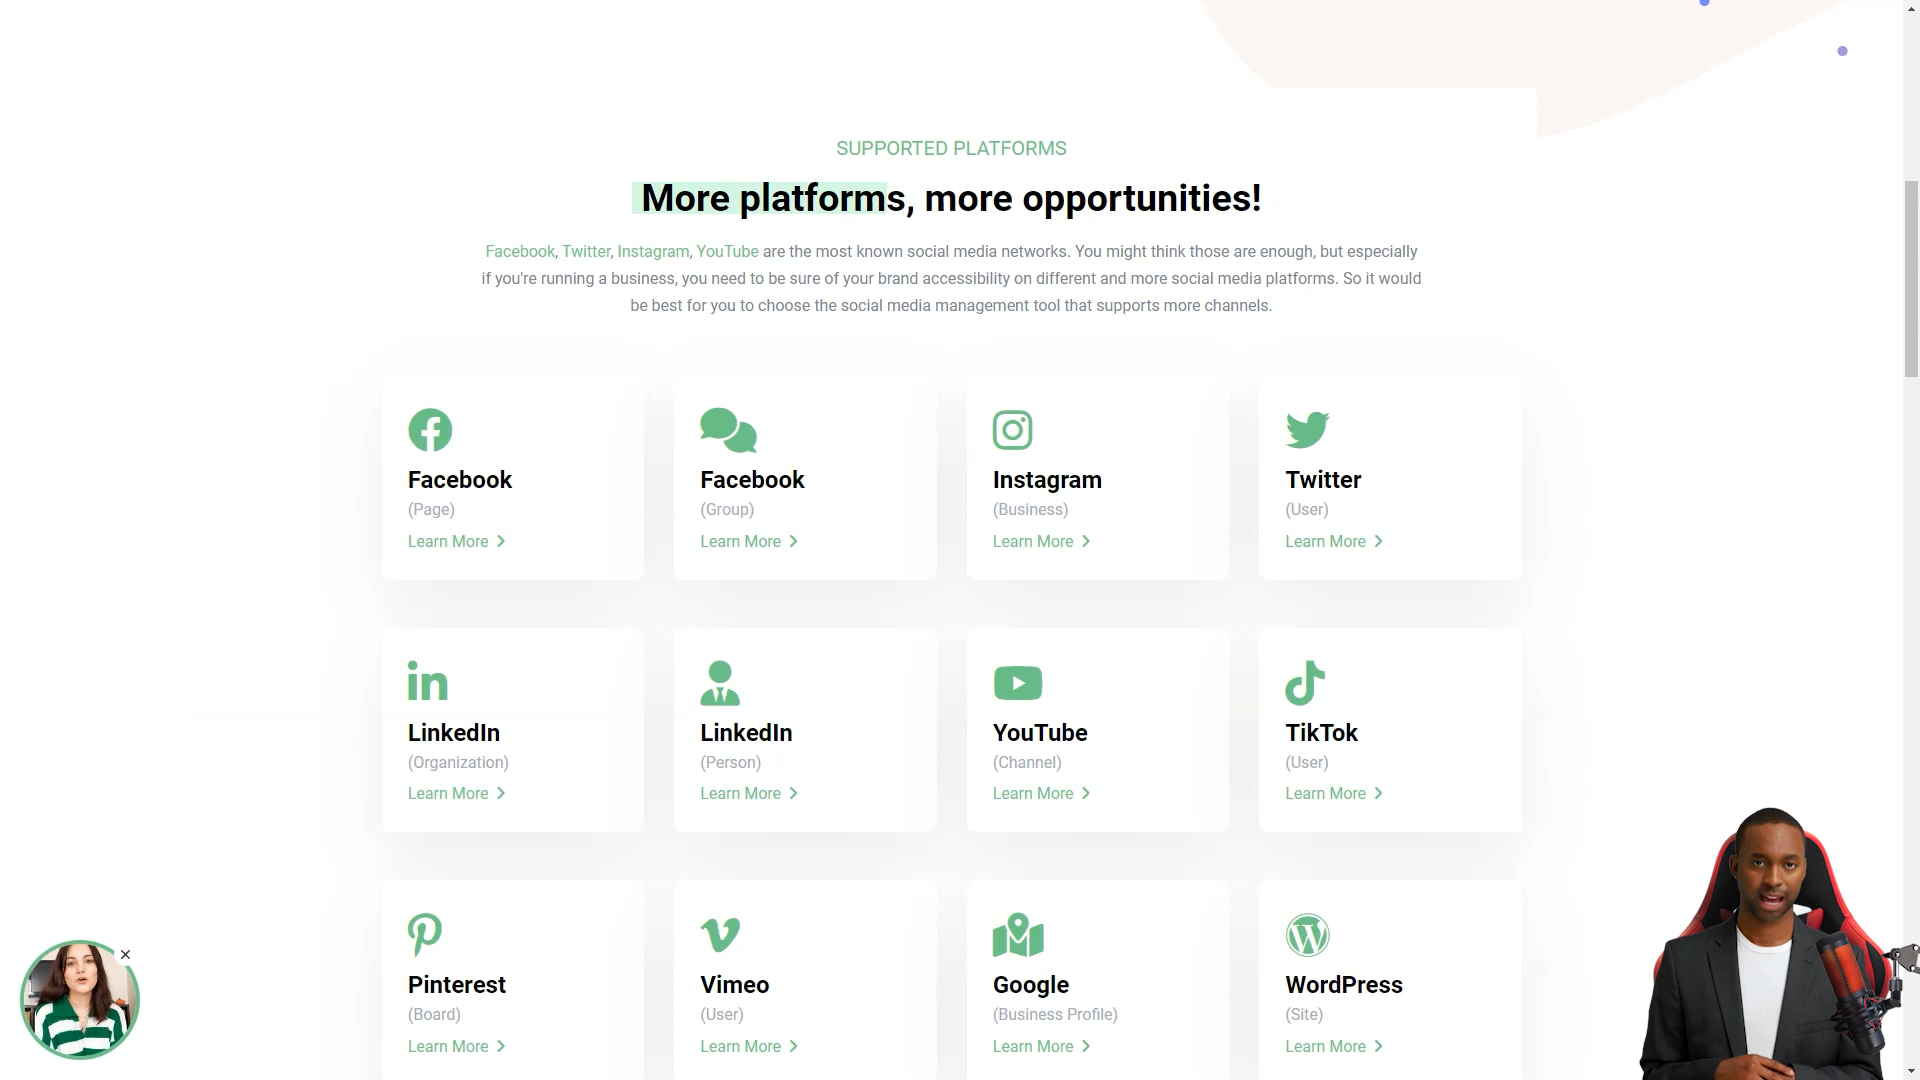 SUPPORTED PLATFORMS
More platforms, more opportunities!
Facebook, Twitter, Instagram, YouTube are the most known social media networks. You might think those are enough, but especially
if you're running a business, you need to be sure of your brand accessibility on different and more social media platforms. So it would
be best for you to choose the social media management tool that supports more channels.
Facebook
(Page)
Learn More
Facebook
(Group)
Learn More
Instagram
(Business)
Learn More
Twitter
(User)
Learn More
LinkedIn
(Organization)
Learn More
LinkedIn
(Person)
Learn More
YouTube
(Channel)
Learn More
TikTok
(User)
Learn More
Pinterest
(Board)
Learn More
Vimeo
(User)
Learn More
Google
(Business Profile)
Learn More
WordPress
(Site)
Learn More